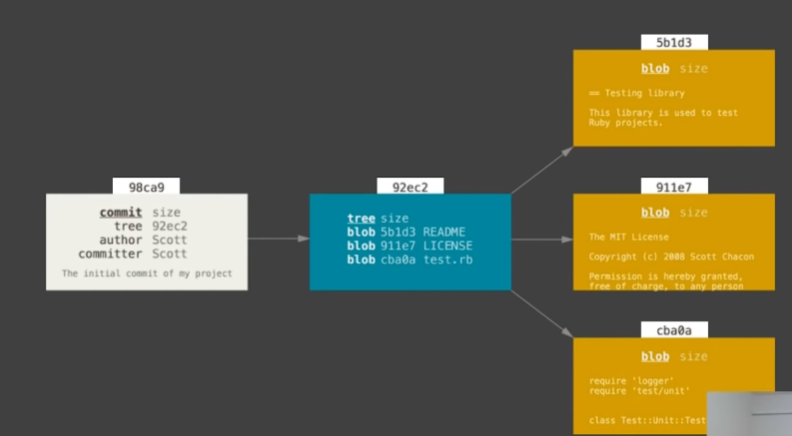 98ca9
commit size
tree 92ec2
author Scott
committer Scott
The initial commit of my project
92ec2
tree size
blob 5b1d3 README
blob 911e7 LICENSE
blob cba0a test.rb
5b1d3
blob size
== Testing library
This library is used to test
Ruby projects.
911e7
blob size
The MIT License
Copyright (c) 2008 Scott Chacon
Permission is hereby granted,
free of charge, to any person
cba0a
blob size
require 'logger'
require 'test/unit'
class Test::Unit::Test